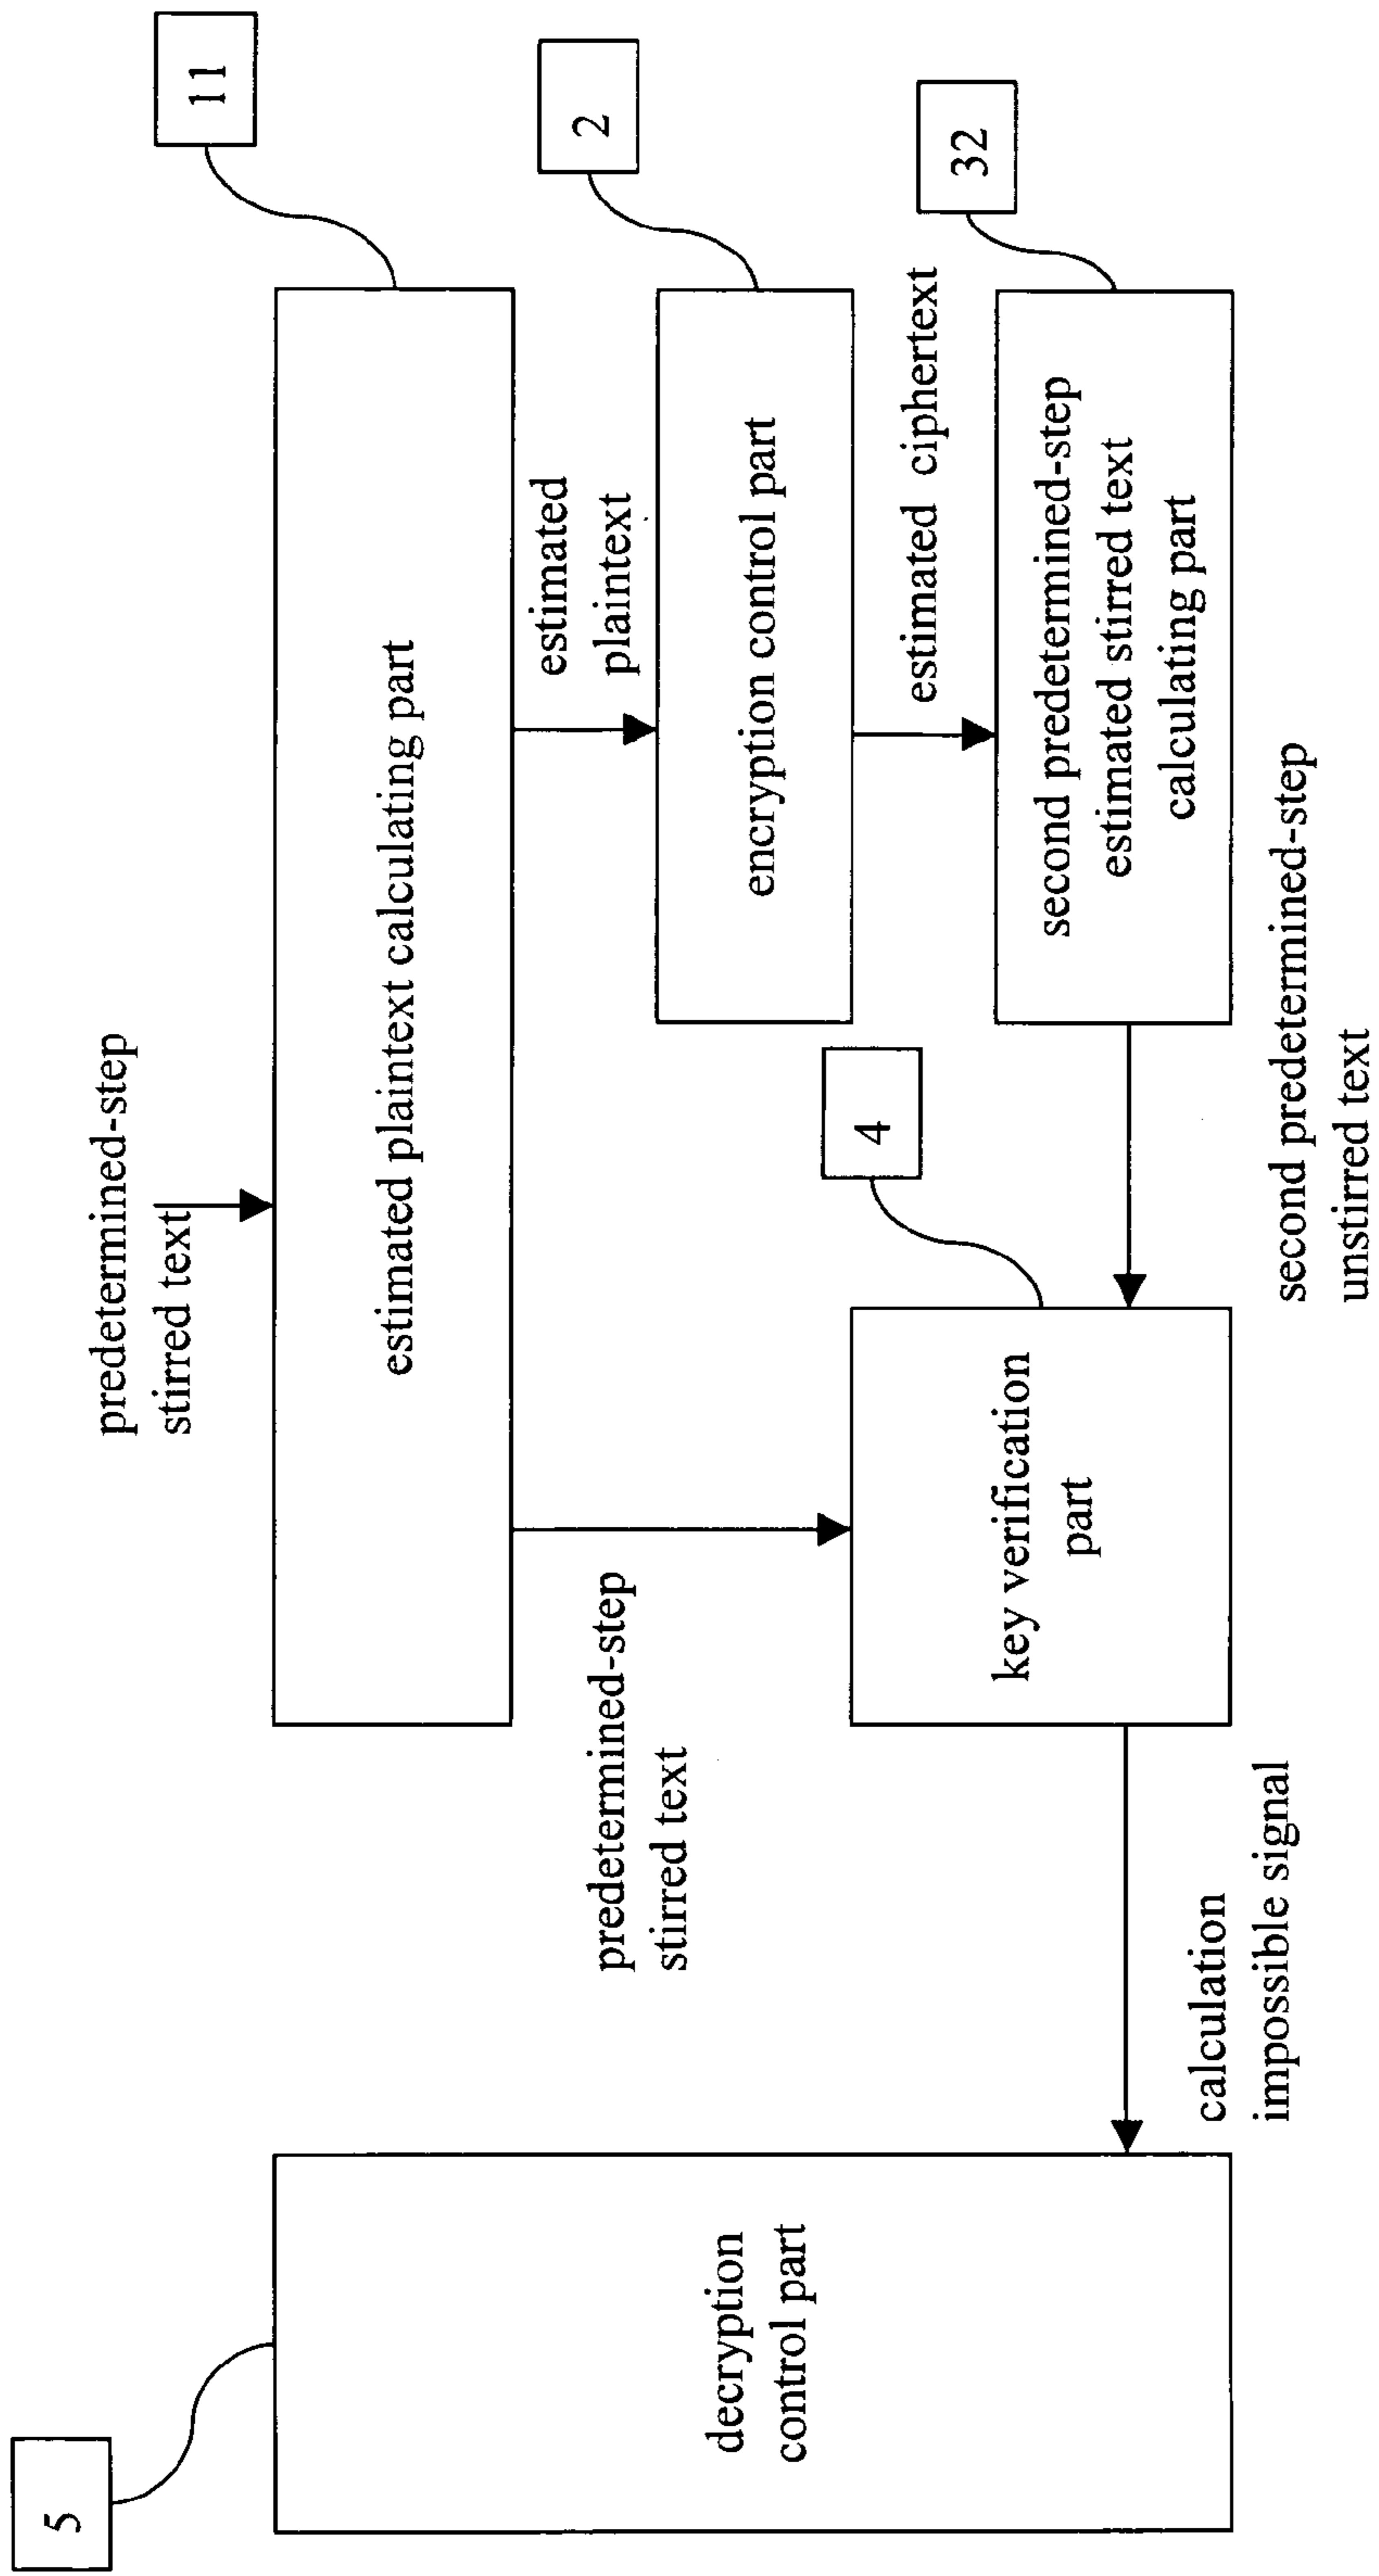 5
decryption
control part
calculation
impossible signal
predetermined-step
stirred text
estimated plaintext calculating part
11
predetermined-step
stirred text
key verification
part
4
estimated
plaintext
encryption control part
2
estimated ciphertext
second predetermined-step
estimated stirred text
calculating part
32
second predetermined-step
unstirred text